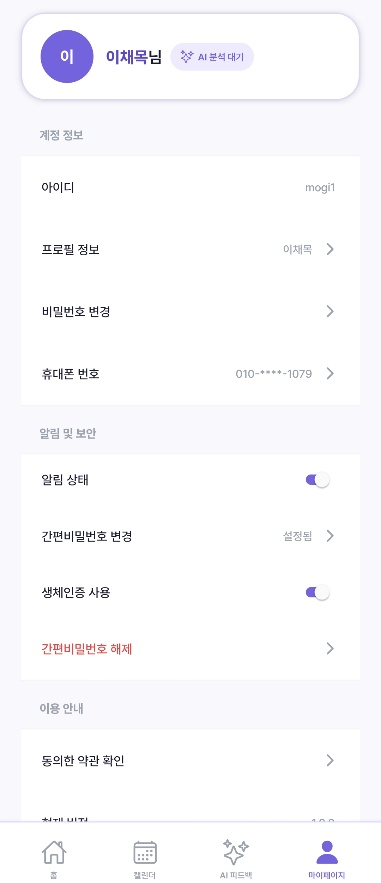 이
이채목님
AI 분석 대기
계정 정보
아이디 mogi1
프로필 정보 이채목
비밀번호 변경
휴대폰 번호 010-****-1079
알림 및 보안
알림 상태
간편비밀번호 변경 설정됨
생체인증 사용
간편비밀번호 해제
이용 안내
동의한 약관 확인
홈 캘린더 AI 피드백 마이페이지